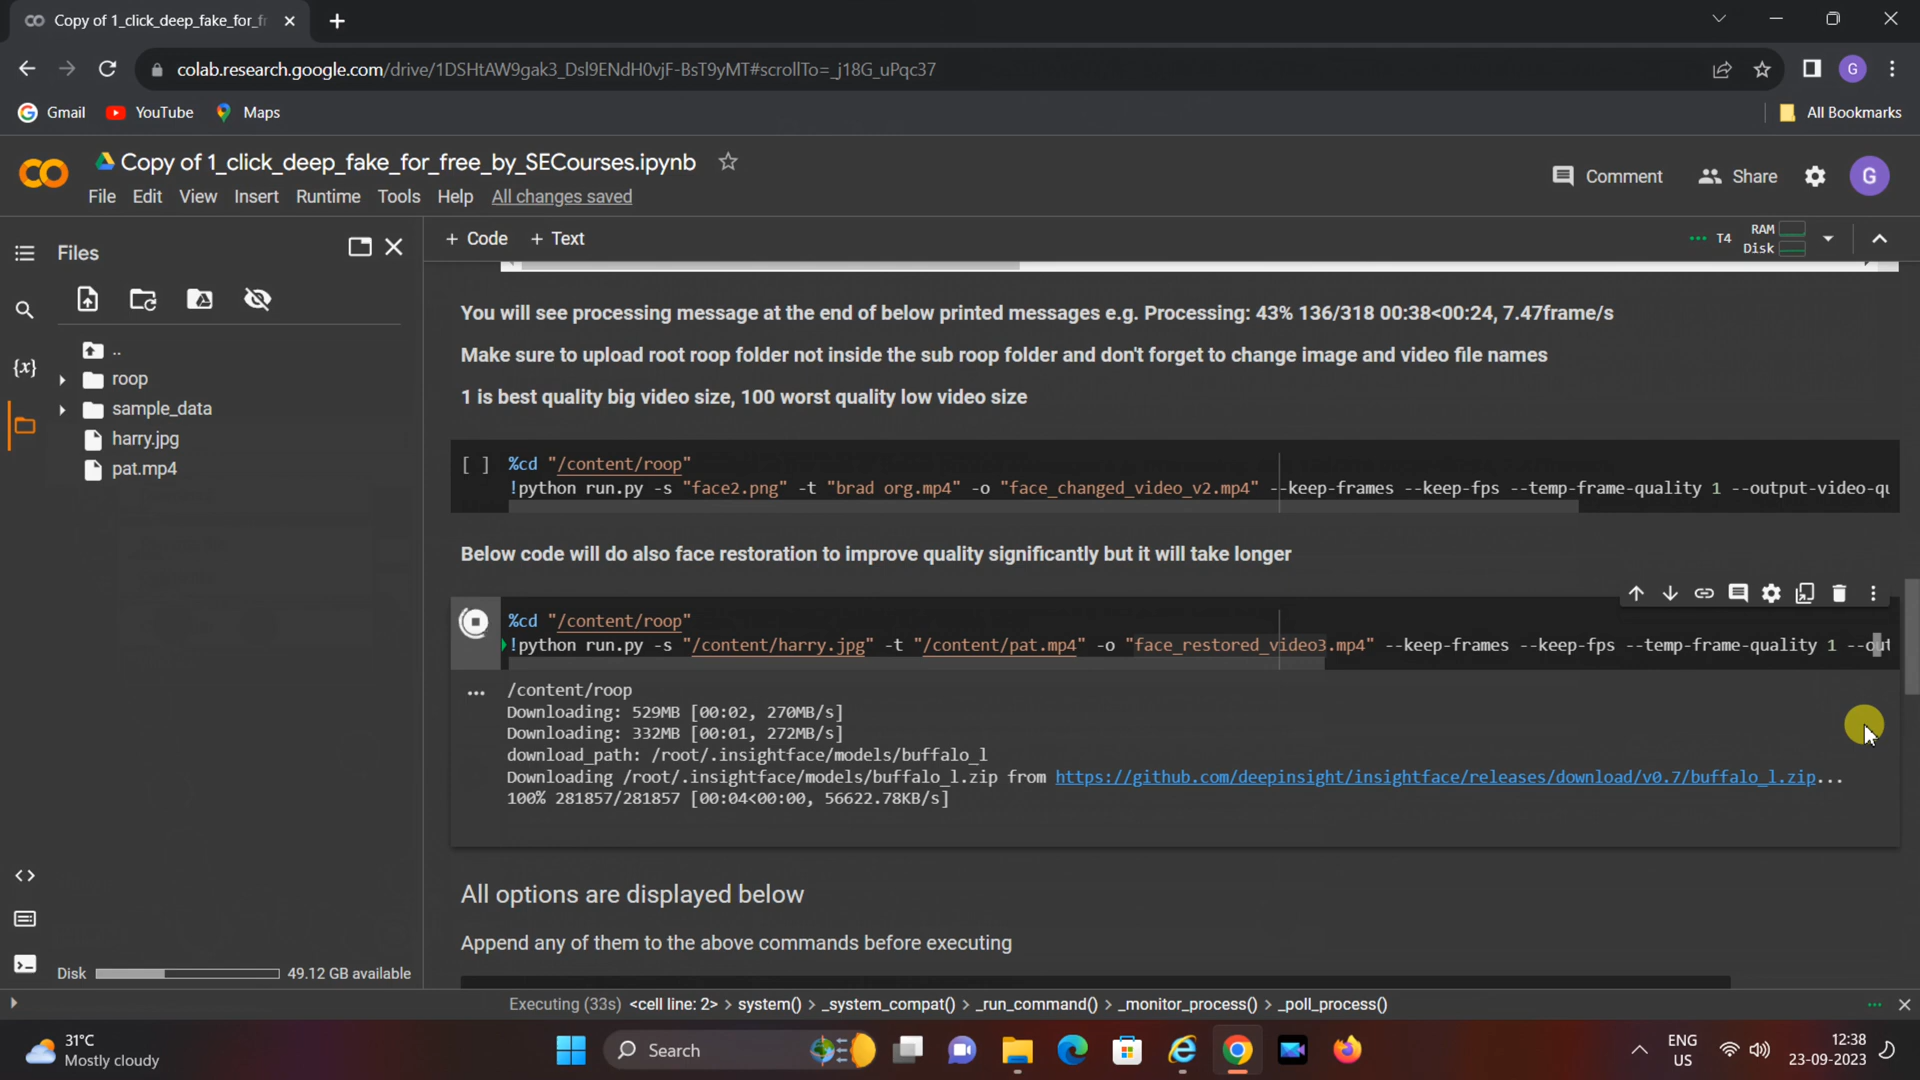 Copy of 1_click_deep_fake_for_f
colab.research.google.com/drive/1DSHtAW9gak3_Dsl9ENdH0vjF-BsT9yMT#scrollTo=_j18G_uPqc37
G
Gmail YouTube Maps
All Bookmarks
Copy of 1_click_deep_fake_for_free_by_SECourses.ipynb
File Edit View Insert Runtime Tools Help All changes saved
Comment Share G
Files
+ Code + Text
T4 RAM
Disk
..
roop
sample_data
harry.jpg
pat.mp4
{x}
You will see processing message at the end of below printed messages e.g. Processing: 43% 136/318 00:38<00:24, 7.47frame/s
Make sure to upload root roop folder not inside the sub roop folder and don't forget to change image and video file names
1 is best quality big video size, 100 worst quality low video size
[ ] %cd "/content/roop"
!python run.py -s "face2.png" -t "brad org.mp4" -o "face_changed_video_v2.mp4" --keep-frames --keep-fps --temp-frame-quality 1 --output-video-qu
Below code will do also face restoration to improve quality significantly but it will take longer
%cd "/content/roop"
!python run.py -s "/content/harry.jpg" -t "/content/pat.mp4" -o "face_restored_video3.mp4" --keep-frames --keep-fps --temp-frame-quality 1 --out
... /content/roop
Downloading: 529MB [00:02, 270MB/s]
Downloading: 332MB [00:01, 272MB/s]
download_path: /root/.insightface/models/buffalo_l
Downloading /root/.insightface/models/buffalo_l.zip from https://github.com/deepinsight/insightface/releases/download/v0.7/buffalo_l.zip...
100% 281857/281857 [00:04<00:00, 56622.78KB/s]
All options are displayed below
Append any of them to the above commands before executing
Disk 49.12 GB available
Executing (33s) <cell line: 2> > system() > _system_compat() > _run_command() > _monitor_process() > _poll_process()
31°C
Mostly cloudy
Search
ENG
US
12:38
23-09-2023